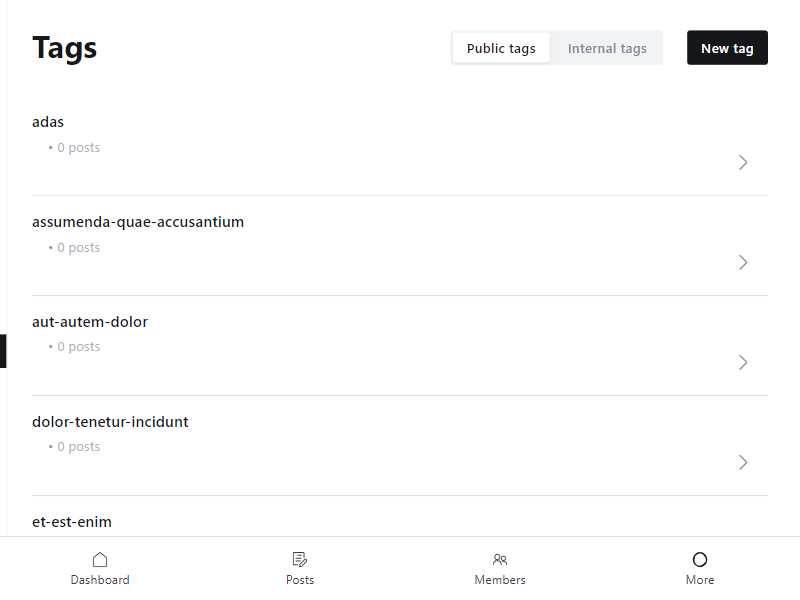 Tags
Public tags
Internal tags
New tag
adas
• 0 posts
assumenda-quae-accusantium
• 0 posts
aut-autem-dolor
• 0 posts
dolor-tenetur-incidunt
• 0 posts
et-est-enim
Dashboard
Posts
Members
More